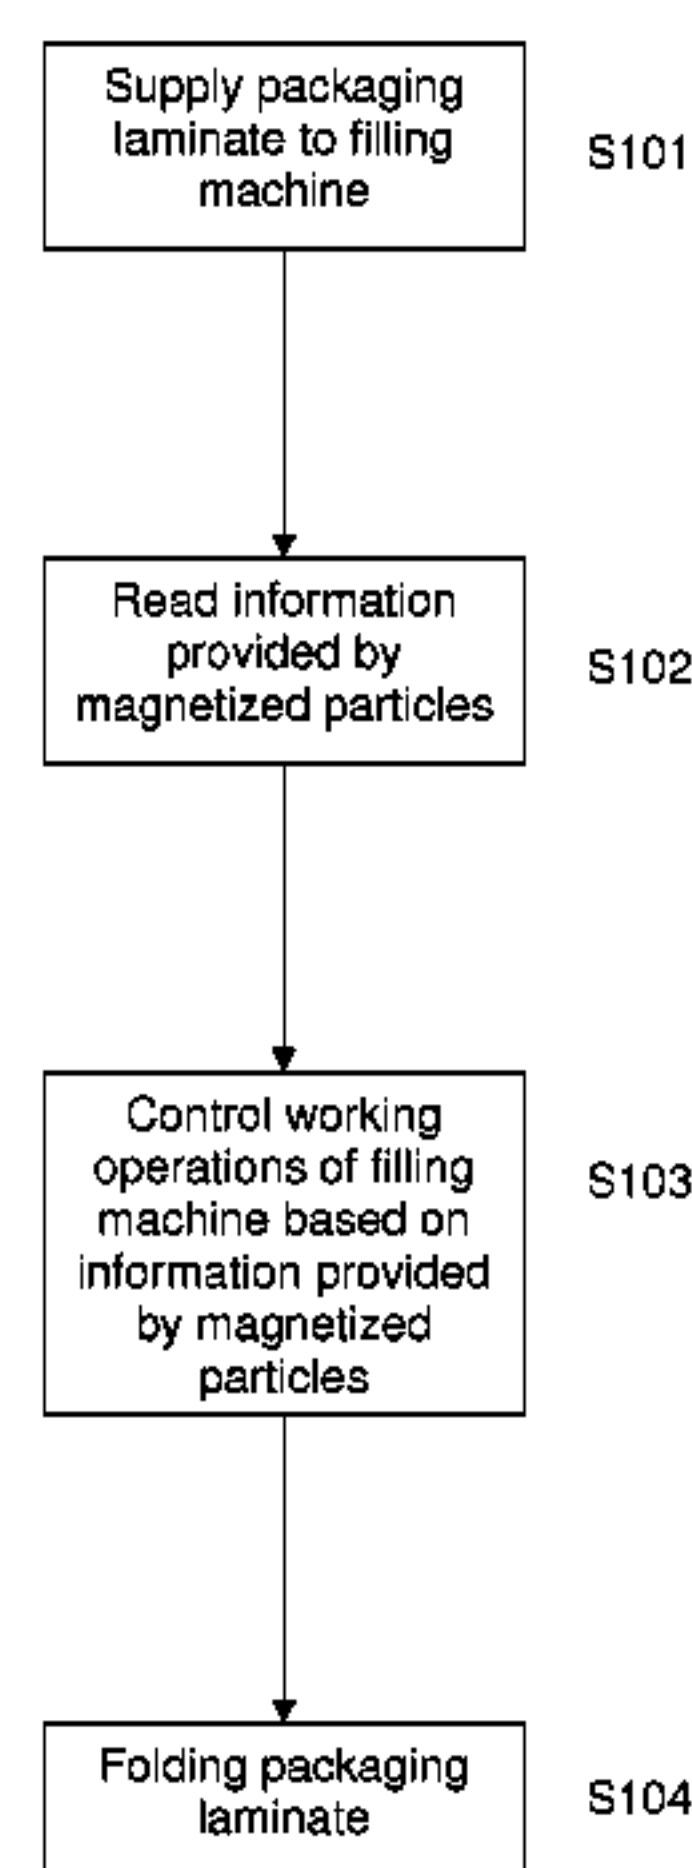 Supply packaging
laminate to filling
machine
S101
Read information
provided by
magnetized particles
S102
Control working
operations of filling
machine based on
information provided
by magnetized
particles
S103
Folding packaging
laminate
S104